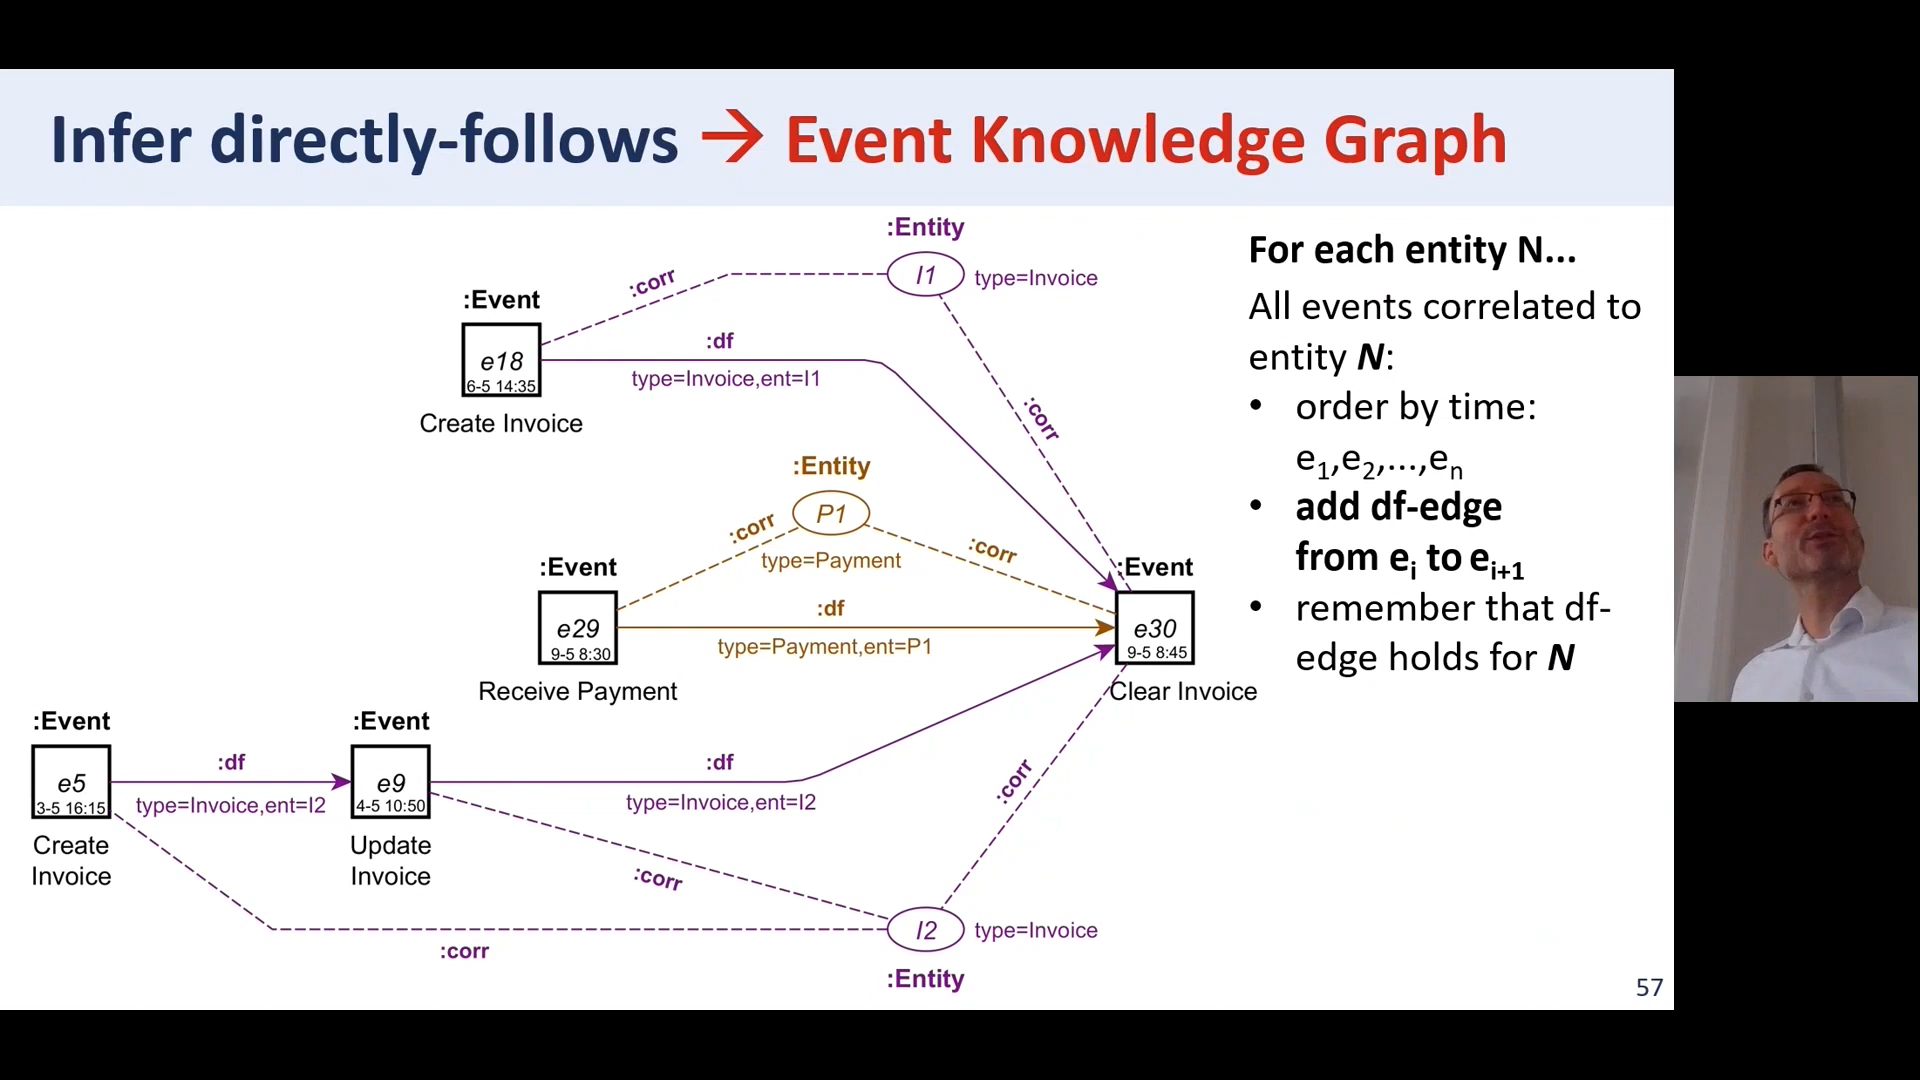 Infer directly-follows → Event Knowledge Graph
:Entity
I1
type=Invoice
:corr
:Event
e18
6-5 14:35
Create Invoice
:df
type=Invoice,ent=I1
:corr
:Entity
P1
type=Payment
:corr
:corr
:Event
e29
9-5 8:30
Receive Payment
:df
type=Payment,ent=P1
:Event
e30
9-5 8:45
Clear Invoice
:Event
e5
3-5 16:15
Create
Invoice
:df
type=Invoice,ent=I2
:Event
e9
4-5 10:50
Update
Invoice
:df
type=Invoice,ent=I2
:corr
:corr
:corr
I2
type=Invoice
:Entity
For each entity N...
All events correlated to
entity N:
• order by time:
e1,e2,...,en
• add df-edge
from ei to ei+1
• remember that df-
edge holds for N
57